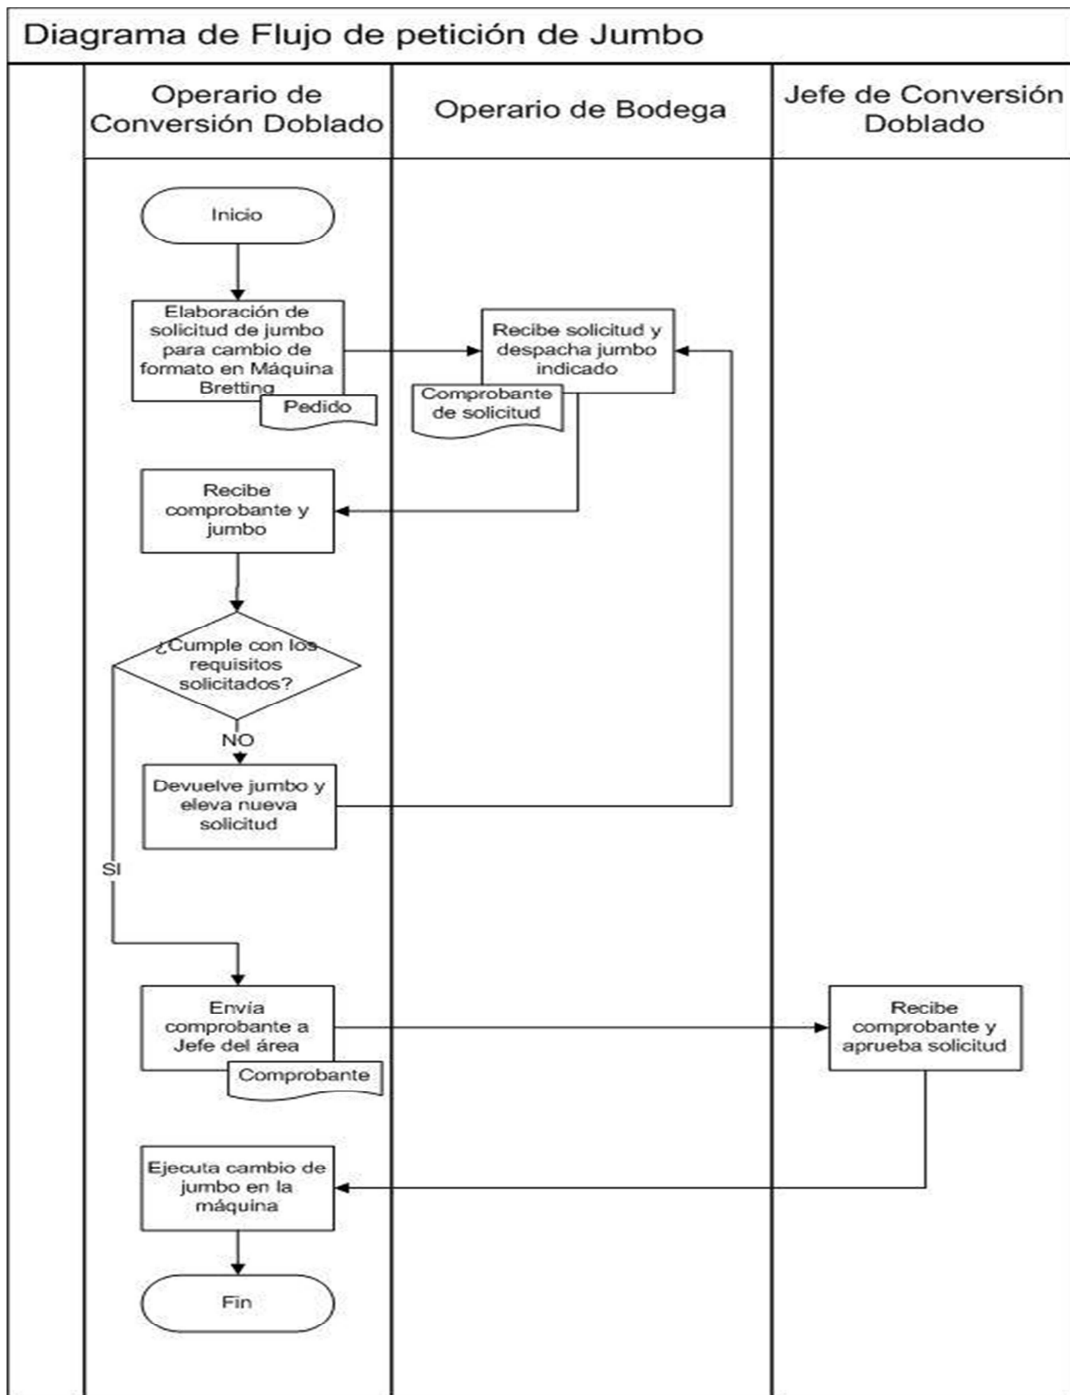 Diagrama de Flujo de petición de Jumbo
Operario de
Conversión Doblado
Operario de Bodega
Jefe de Conversión
Doblado
Inicio
Elaboración de
solicitud de jumbo
para cambio de
formato en Máquina
Bretting
Pedido
Recibe solicitud y
despacha jumbo
indicado
Comprobante
de solicitud
Recibe
comprobante y
jumbo
¿Cumple con los
requisitos
solicitados?
NO
Devuelve jumbo y
eleva nueva
solicitud
SI
Envía
comprobante a
Jefe del área
Comprobante
Recibe
comprobante y
aprueba solicitud
Ejecuta cambio de
jumbo en la
máquina
Fin